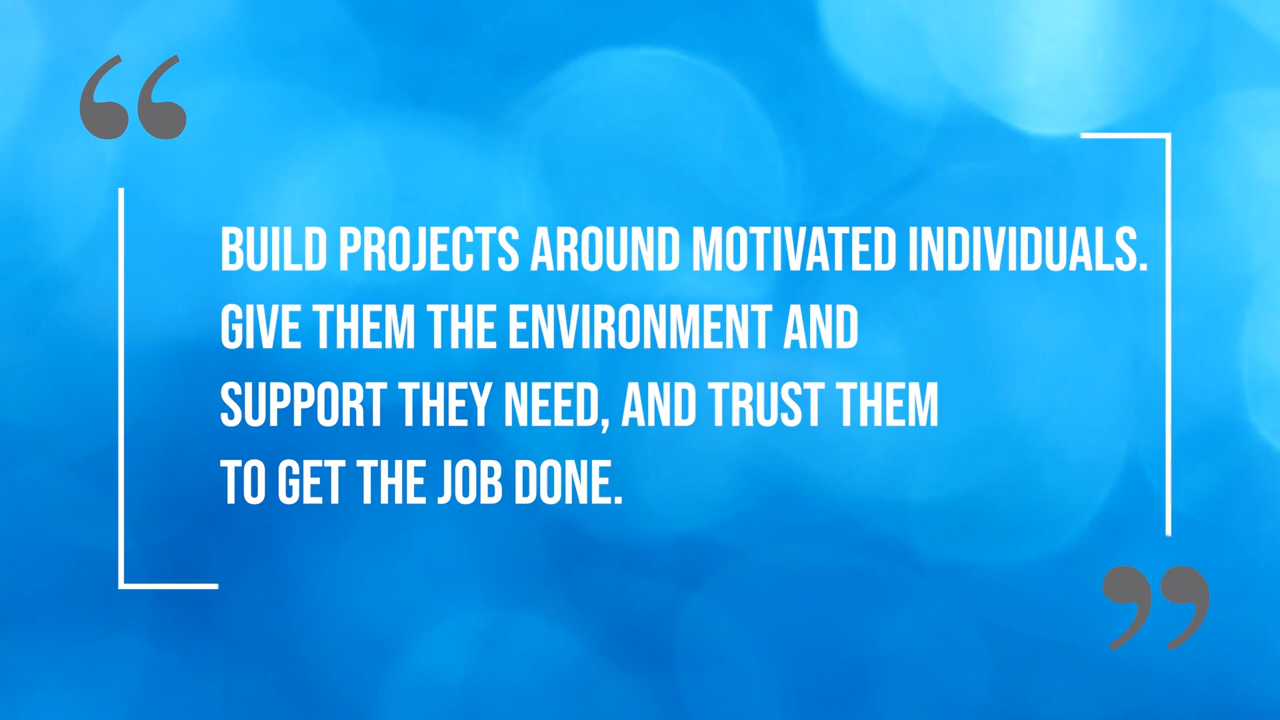 “
BUILD PROJECTS AROUND MOTIVATED INDIVIDUALS.
GIVE THEM THE ENVIRONMENT AND
SUPPORT THEY NEED, AND TRUST THEM
TO GET THE JOB DONE.
”